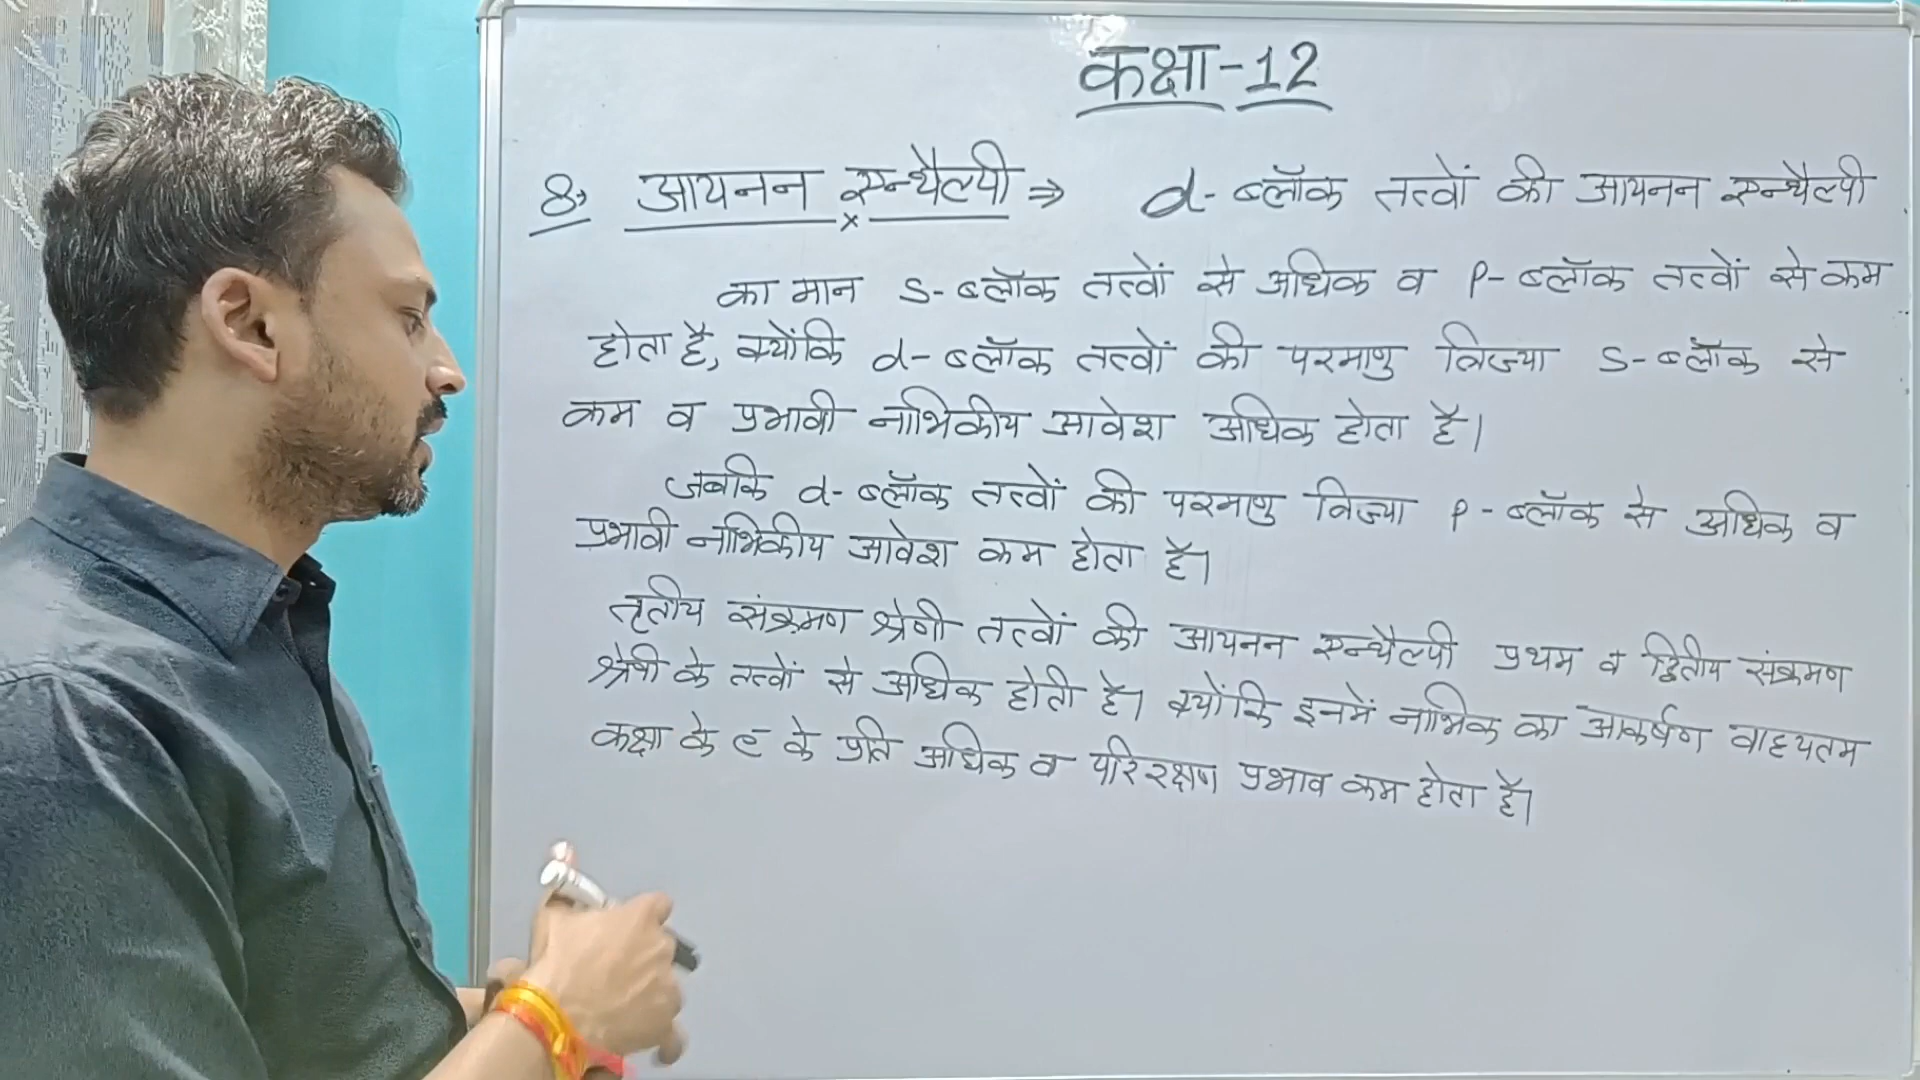 कक्षा-12
8, आयनन एन्थैल्पी ⇒ d-ब्लॉक तत्वों की आयनन एन्थैल्पी
का मान s-ब्लॉक तत्वों से अधिक व p-ब्लॉक तत्वों से कम
होता है, क्योंकि d-ब्लॉक तत्वों की परमाणु त्रिज्या s-ब्लॉक से
कम व प्रभावी नाभिकीय आवेश अधिक होता है।
जबकि d-ब्लॉक तत्वों की परमाणु त्रिज्या p-ब्लॉक से अधिक व
प्रभावी नाभिकीय आवेश कम होता है।
तृतीय संक्रमण श्रेणी तत्वों की आयनन एन्थैल्पी प्रथम व द्वितीय संक्रमण
श्रेणी के तत्वों से अधिक होती है। क्योंकि इनमें नाभिक का आकर्षण वाह्यतम
कक्षा के e⁻ के प्रति अधिक व परिरक्षण प्रभाव कम होता है।